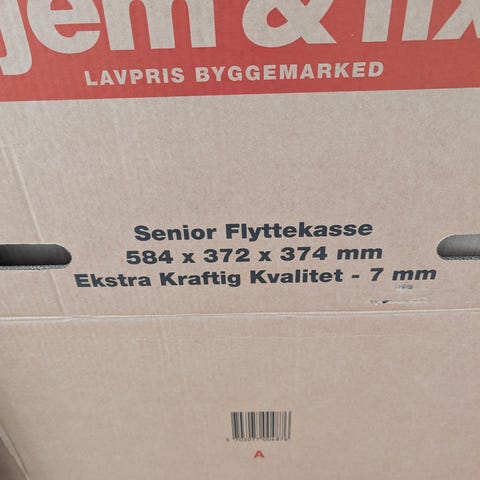 jem & fix
LAVPRIS BYGGEMARKED
Senior Flyttekasse
584 x 372 x 374 mm
Ekstra Kraftig Kvalitet - 7 mm
A